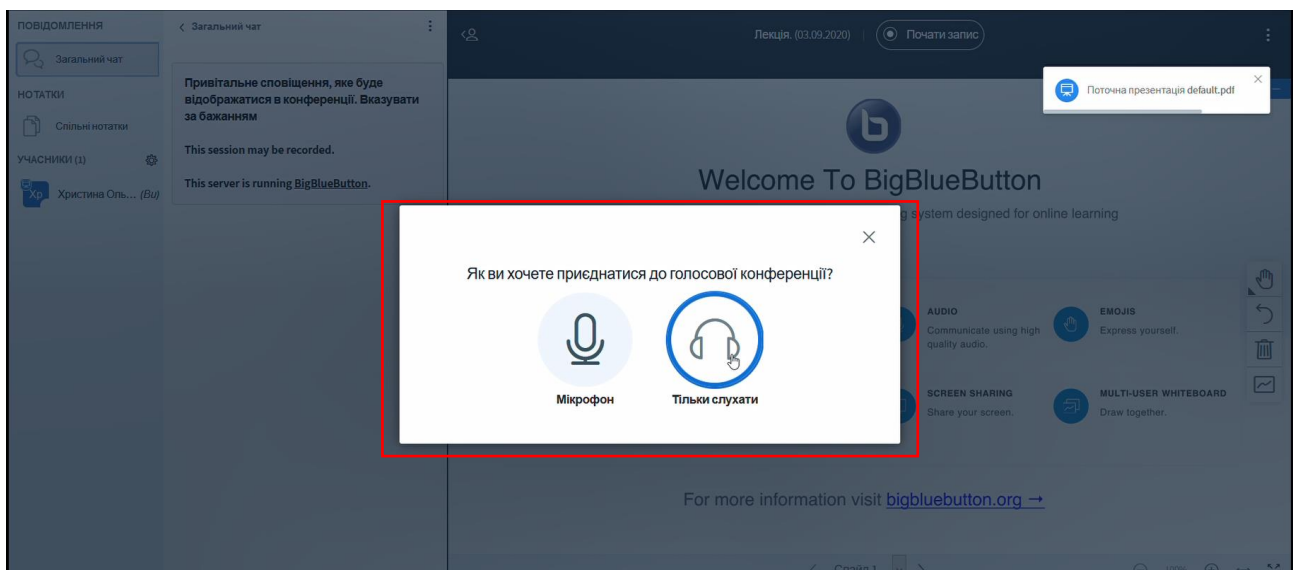 ПОВІДОМЛЕННЯ
Загальний чат
НОТАТКИ
Спільні нотатки
УЧАСНИКИ (1)
Хр
Христина Оль... (Ви)
Загальний чат
Привітальне сповіщення, яке буде
відображатися в конференції. Вказувати
за бажанням
This session may be recorded.
This server is running BigBlueButton.
Лекція. (03.09.2020)
Почати запис
Поточна презентація default.pdf
b
Welcome To BigBlueButton
system designed for online learning
Як ви хочете приєднатися до голосової конференції?
Мікрофон
Тільки слухати
AUDIO
Communicate using high
quality audio.
EMOJIS
Express yourself.
SCREEN SHARING
Share your screen.
MULTI-USER WHITEBOARD
Draw together.
For more information visit bigbluebutton.org →
Слайд 1
100%